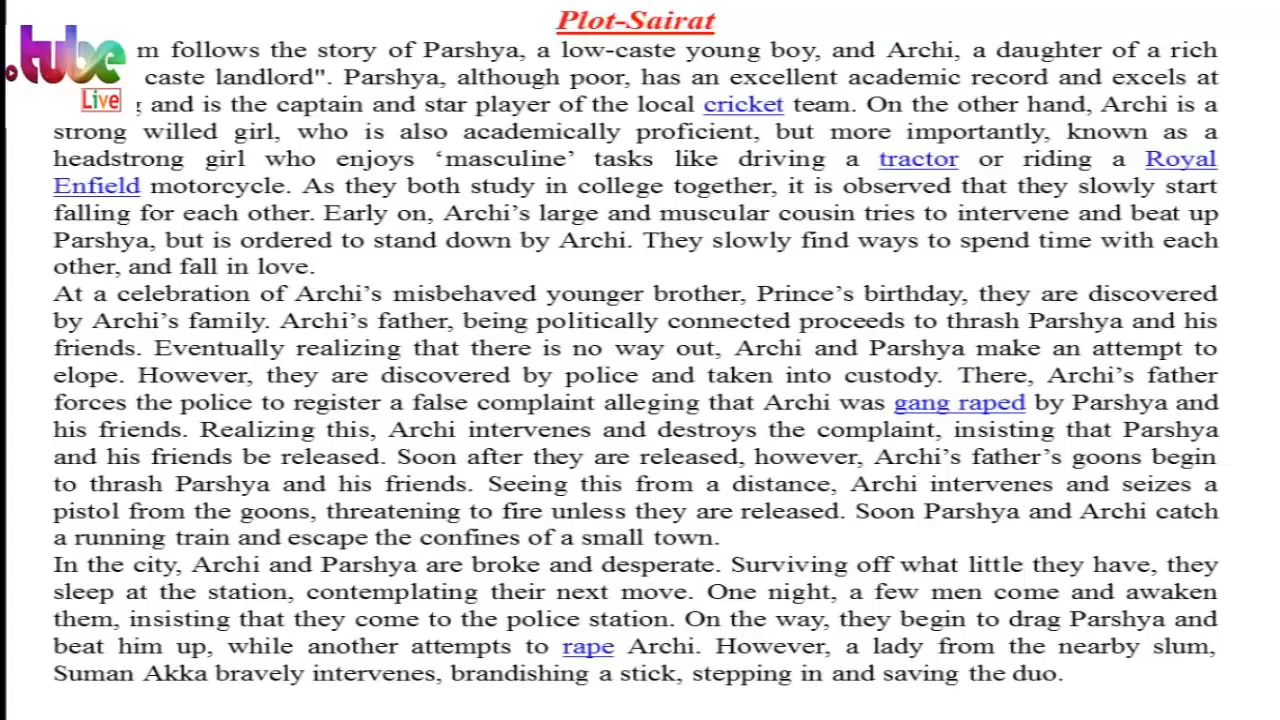 Plot-Sairat
.tube
m follows the story of Parshya, a low-caste young boy, and Archi, a daughter of a rich
caste landlord". Parshya, although poor, has an excellent academic record and excels at
Live and is the captain and star player of the local cricket team. On the other hand, Archi is a
strong willed girl, who is also academically proficient, but more importantly, known as a
headstrong girl who enjoys ‘masculine’ tasks like driving a tractor or riding a Royal
Enfield motorcycle. As they both study in college together, it is observed that they slowly start
falling for each other. Early on, Archi’s large and muscular cousin tries to intervene and beat up
Parshya, but is ordered to stand down by Archi. They slowly find ways to spend time with each
other, and fall in love.
At a celebration of Archi’s misbehaved younger brother, Prince’s birthday, they are discovered
by Archi’s family. Archi’s father, being politically connected proceeds to thrash Parshya and his
friends. Eventually realizing that there is no way out, Archi and Parshya make an attempt to
elope. However, they are discovered by police and taken into custody. There, Archi’s father
forces the police to register a false complaint alleging that Archi was gang raped by Parshya and
his friends. Realizing this, Archi intervenes and destroys the complaint, insisting that Parshya
and his friends be released. Soon after they are released, however, Archi’s father’s goons begin
to thrash Parshya and his friends. Seeing this from a distance, Archi intervenes and seizes a
pistol from the goons, threatening to fire unless they are released. Soon Parshya and Archi catch
a running train and escape the confines of a small town.
In the city, Archi and Parshya are broke and desperate. Surviving off what little they have, they
sleep at the station, contemplating their next move. One night, a few men come and awaken
them, insisting that they come to the police station. On the way, they begin to drag Parshya and
beat him up, while another attempts to rape Archi. However, a lady from the nearby slum,
Suman Akka bravely intervenes, brandishing a stick, stepping in and saving the duo.